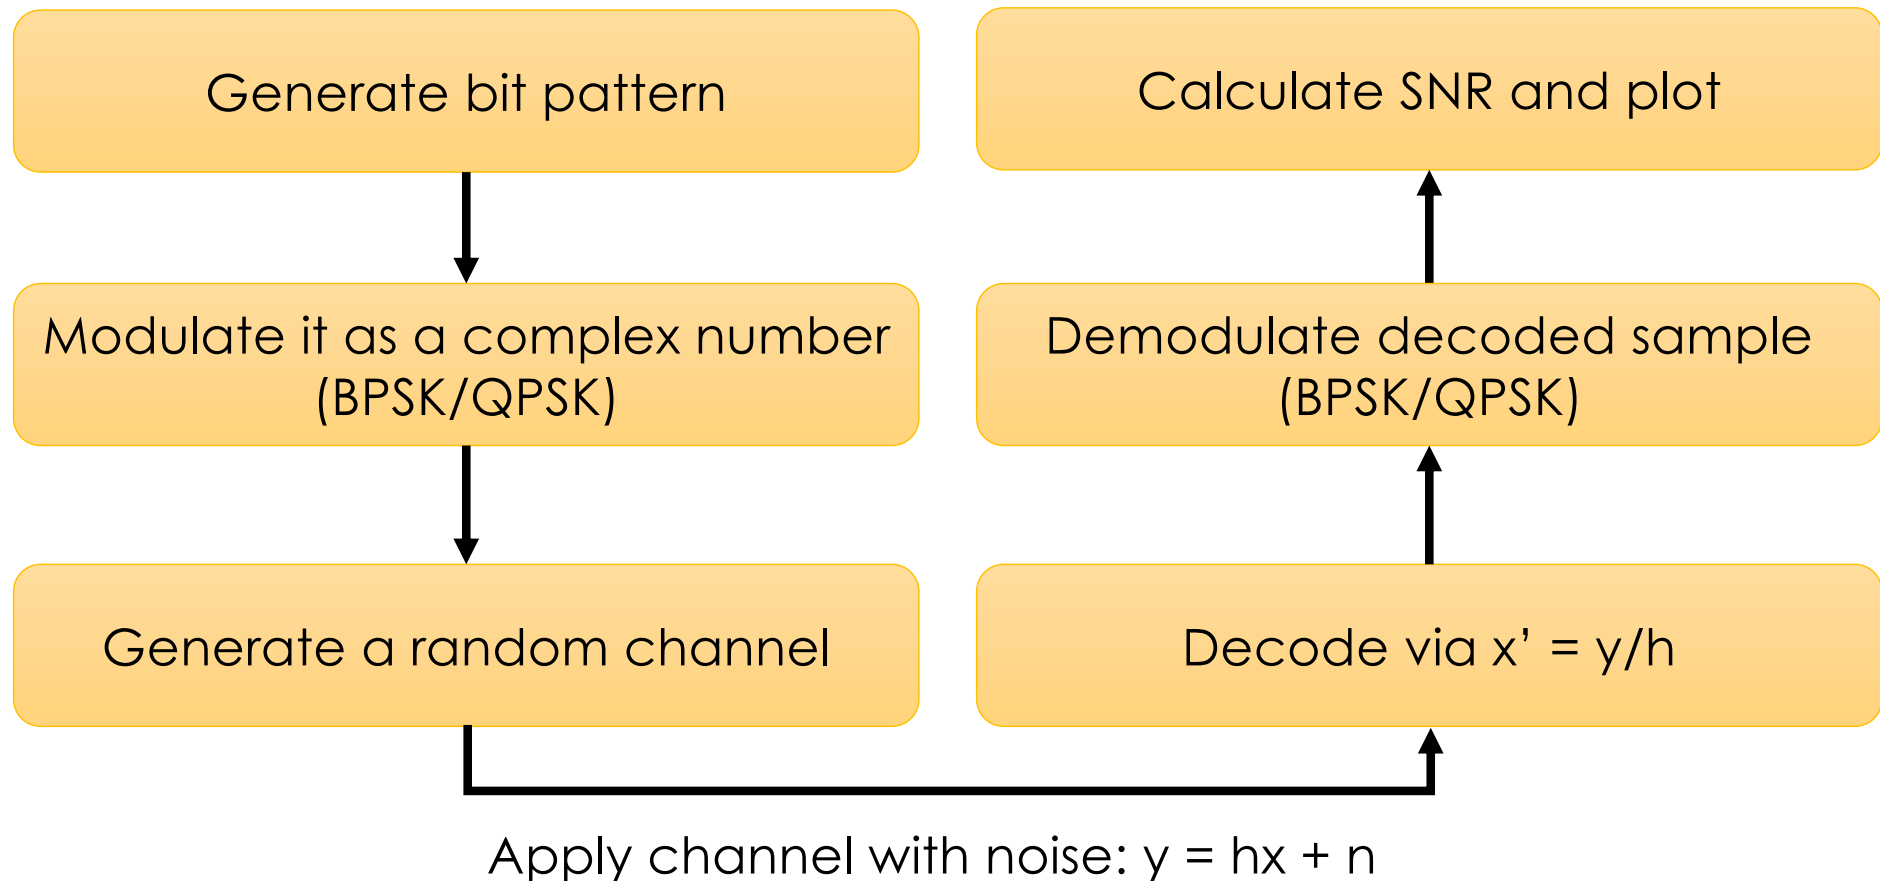 Generate bit pattern
Modulate it as a complex number
(BPSK/QPSK)
Generate a random channel
Apply channel with noise: y = hx + n
Decode via x’ = y/h
Demodulate decoded sample
(BPSK/QPSK)
Calculate SNR and plot